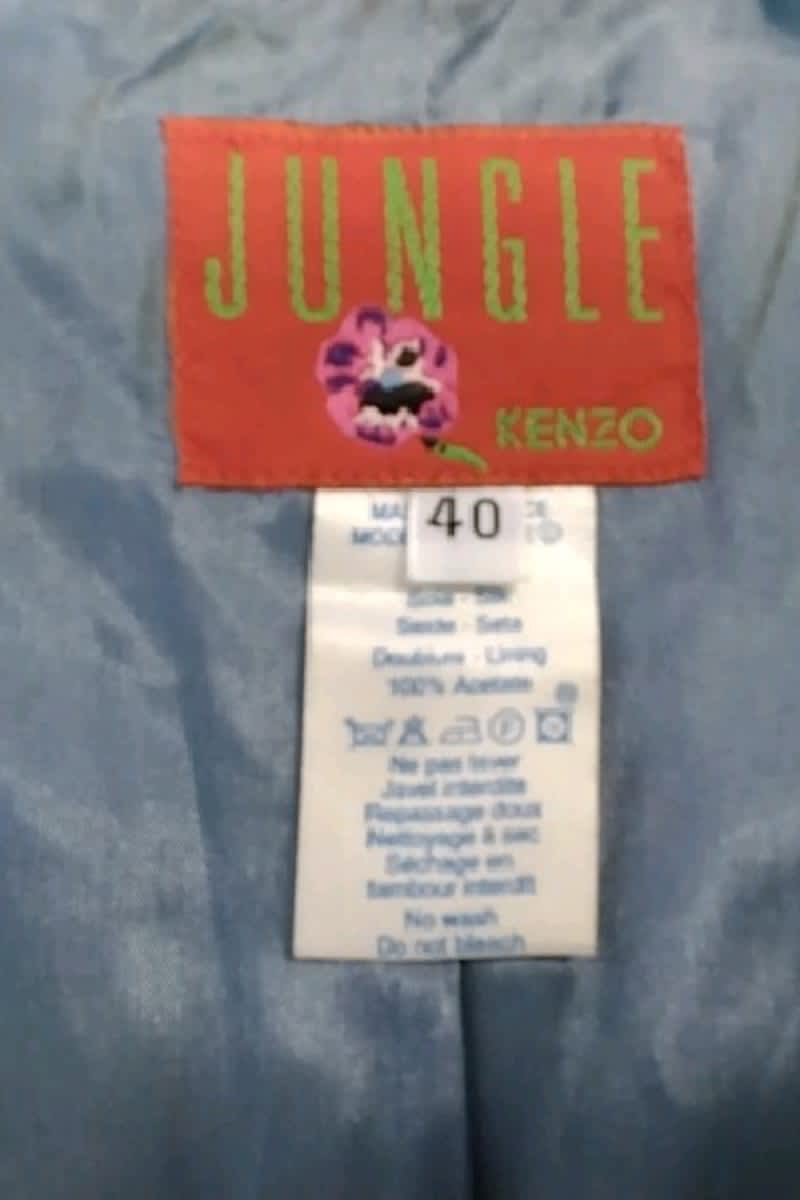 JUNGLE
KENZO
40
Soie - Silk
Seide - Seta
Doublure - Lining
100% Acetate
Ne pas laver
Javel interdite
Repassage doux
Nettoyage à sec
Séchage en
tambour interdit
No wash
Do not bleach